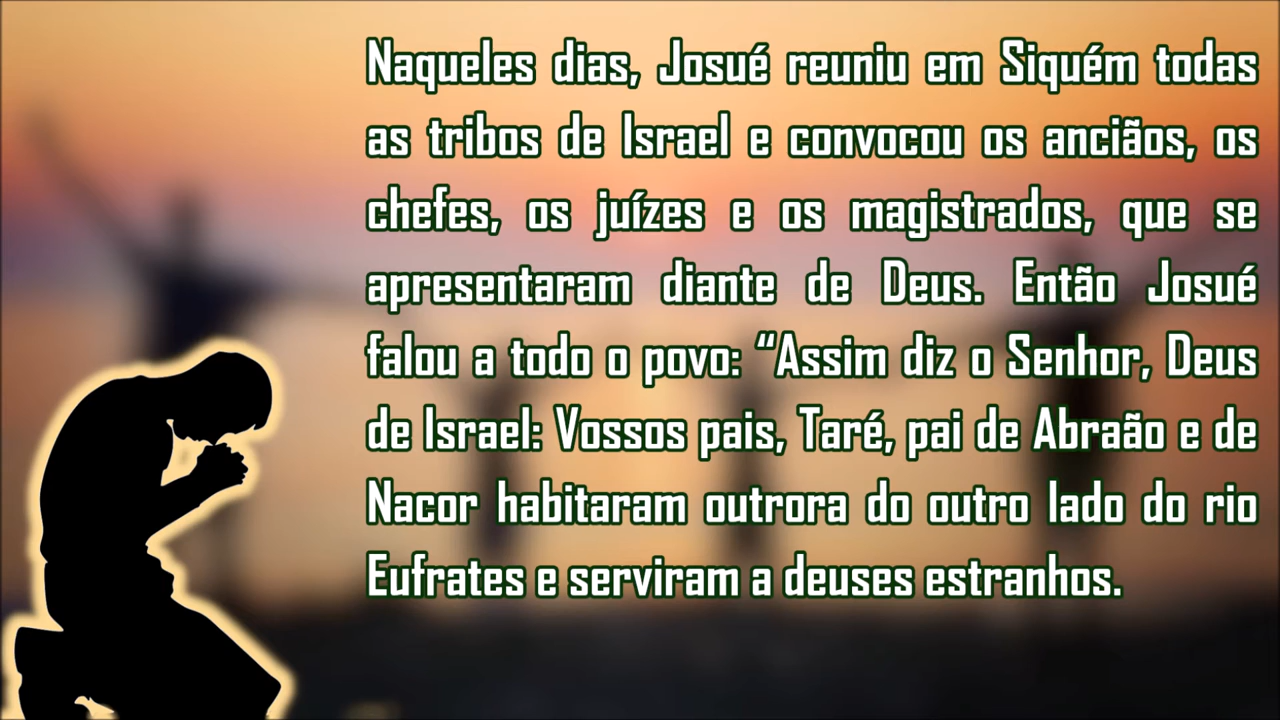 Naqueles dias, Josué reuniu em Siquém todas
as tribos de Israel e convocou os anciãos, os
chefes, os juízes e os magistrados, que se
apresentaram diante de Deus. Então Josué
falou a todo o povo: “Assim diz o Senhor, Deus
de Israel: Vossos pais, Taré, pai de Abraão e de
Nacor habitaram outrora do outro lado do rio
Eufrates e serviram a deuses estranhos.